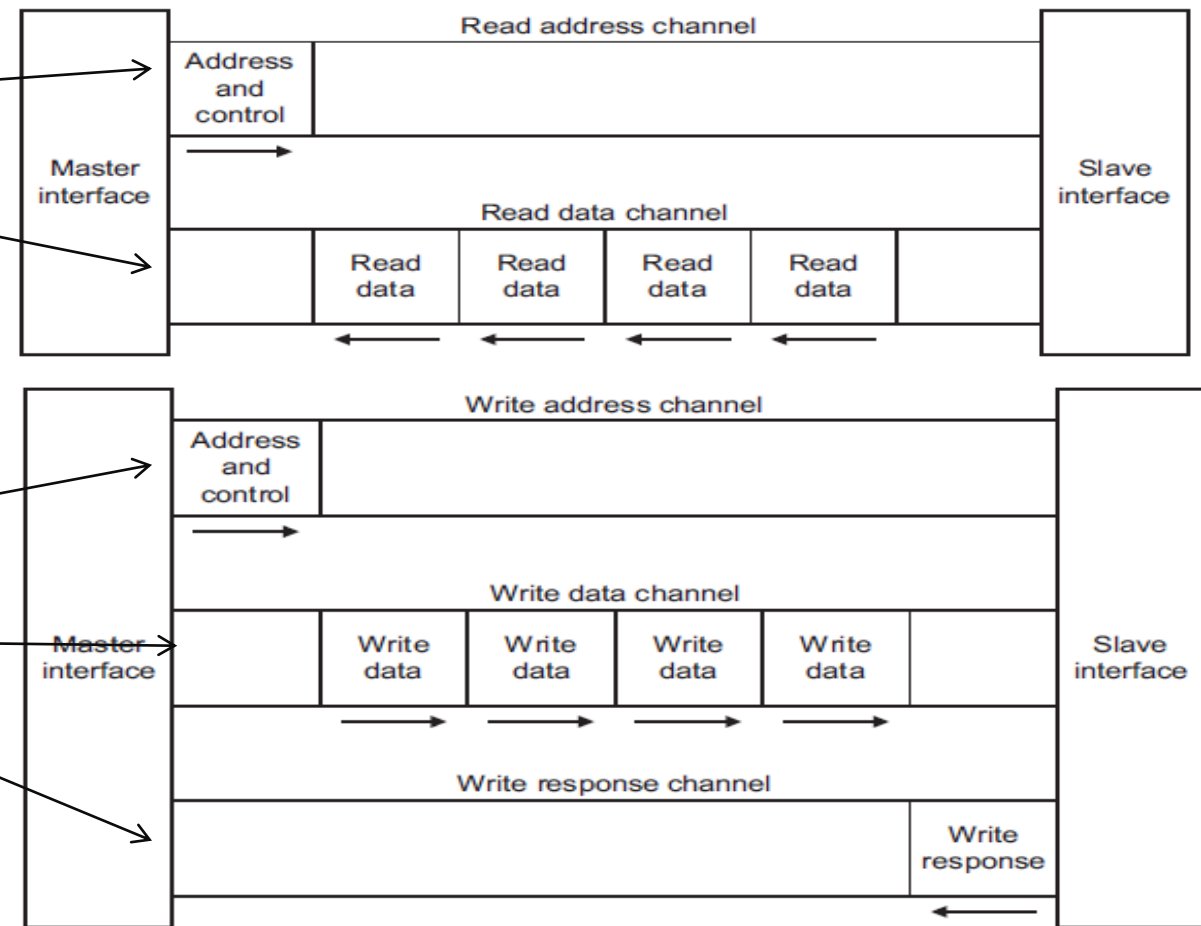 Read address channel
Address
and
control
Master
interface
Slave
interface
Read data channel
Read
data
Read
data
Read
data
Read
data
Write address channel
Address
and
control
Write data channel
Master
interface
Write
data
Write
data
Write
data
Write
data
Slave
interface
Write response channel
Write
response